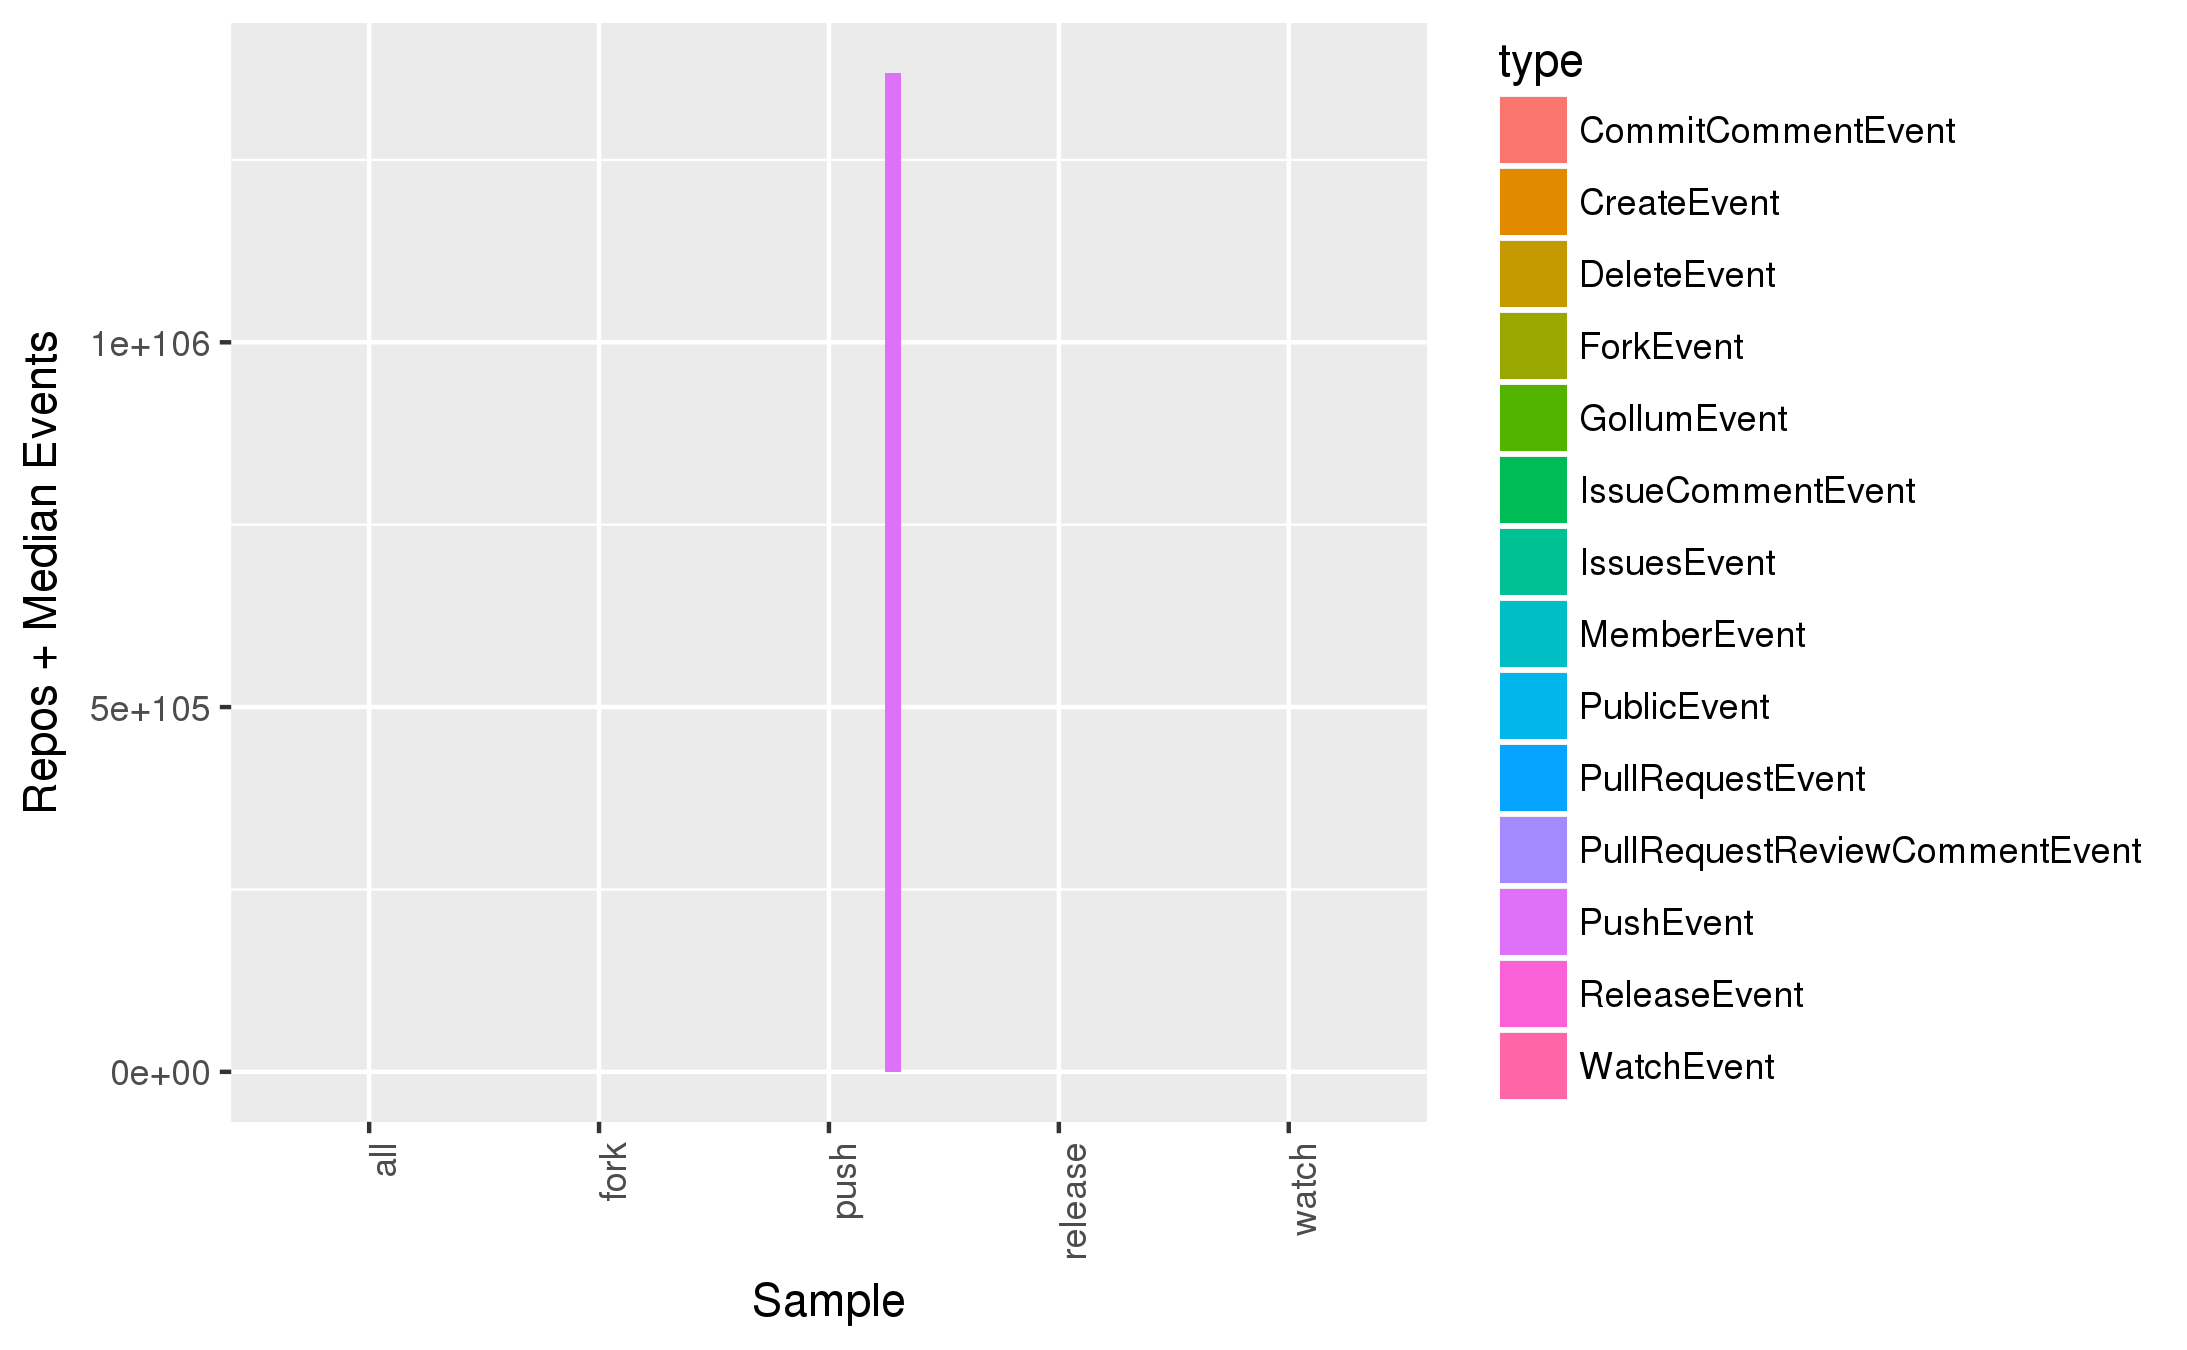 Repos + Median Events
1e+106
5e+105
0e+00
all
fork
push
release
watch
Sample
type
CommitCommentEvent
CreateEvent
DeleteEvent
ForkEvent
GollumEvent
IssueCommentEvent
IssuesEvent
MemberEvent
PublicEvent
PullRequestEvent
PullRequestReviewCommentEvent
PushEvent
ReleaseEvent
WatchEvent